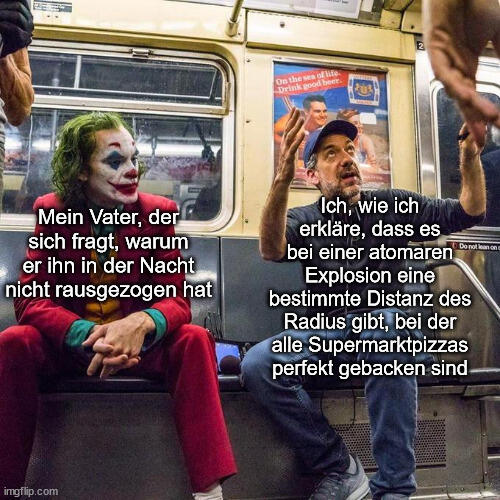 On the sea of life.
Drink good beer.
Mein Vater, der
sich fragt, warum
er ihn in der Nacht
nicht rausgezogen hat
Ich, wie ich
erkläre, dass es
bei einer atomaren
Explosion eine
bestimmte Distanz des
Radius gibt, bei der
alle Supermarktpizzas
perfekt gebacken sind
Do not lean on
imgflip.com